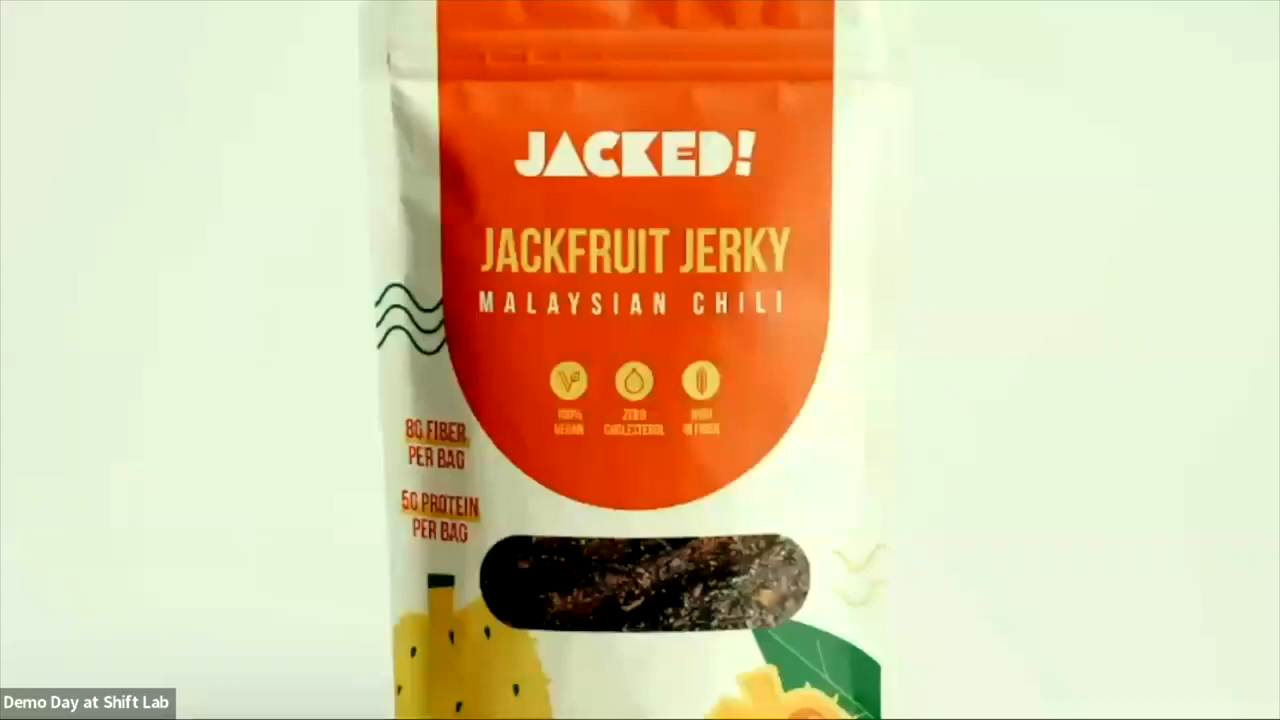 JACKED!
JACKFRUIT JERKY
MALAYSIAN CHILI
100%
VEGAN
ZERO
CHOLESTEROL
HIGH
IN FIBER
8G FIBER
PER BAG
5G PROTEIN
PER BAG
Demo Day at Shift Lab